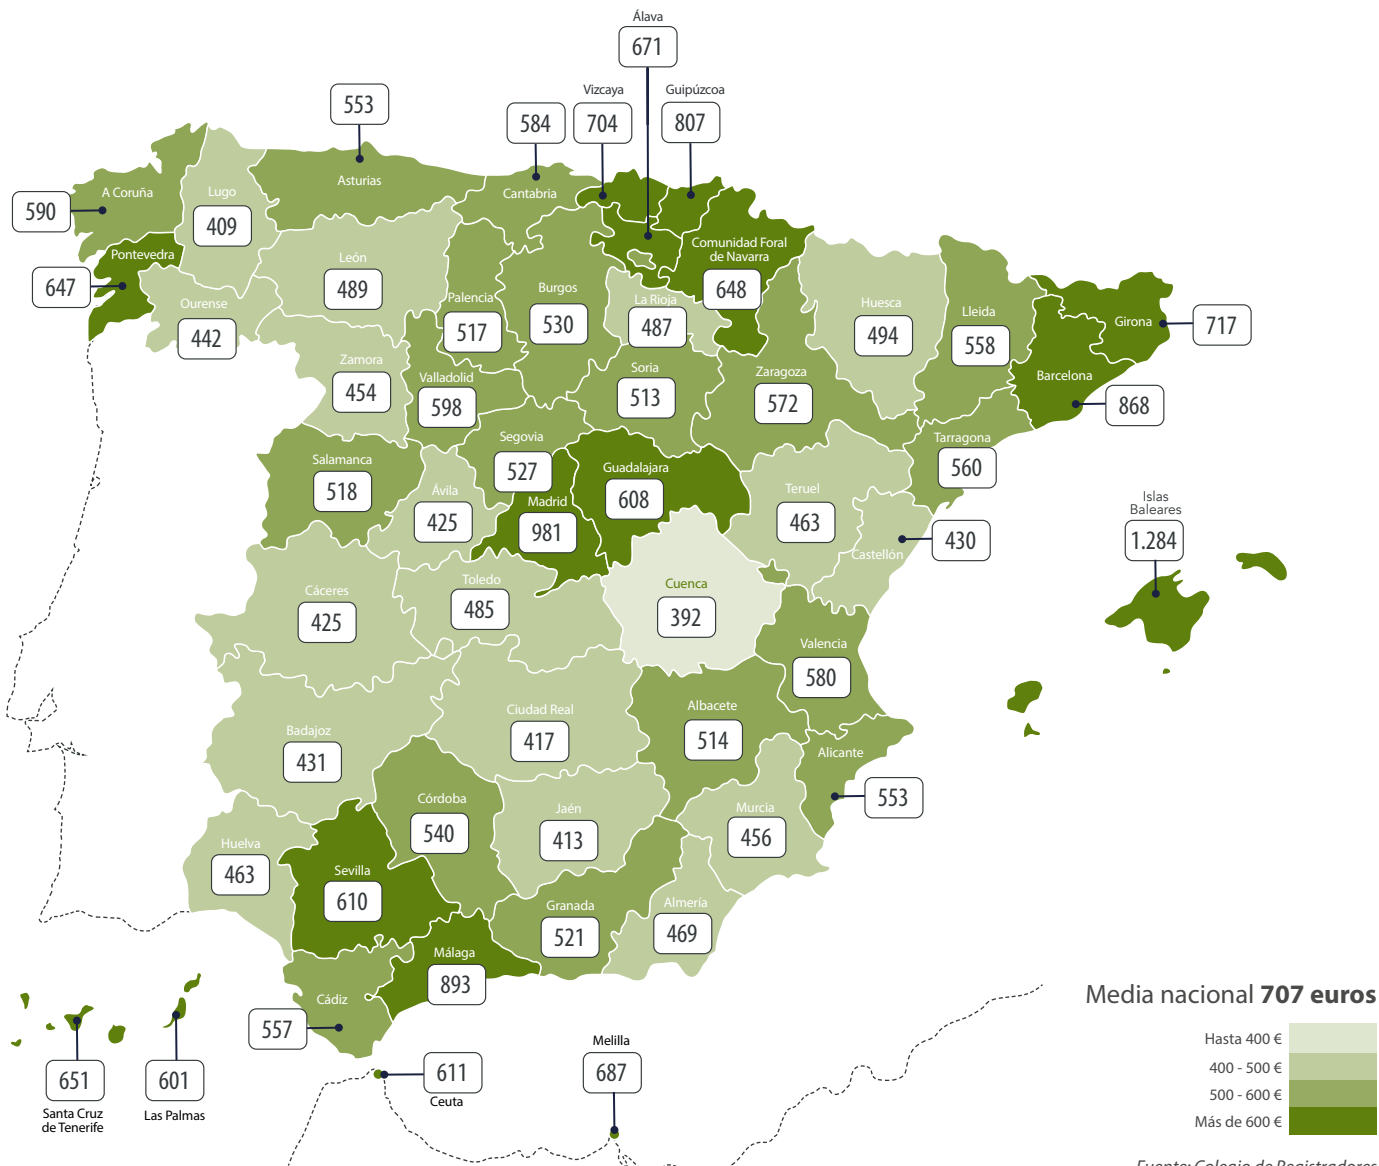 Álava
671
Vizcaya
704
Guipúzcoa
807
553
Asturias
584
Cantabria
A Coruña
590
Lugo
409
Pontevedra
647
Ourense
442
León
489
Palencia
517
Burgos
530
La Rioja
487
Comunidad Foral
de Navarra
648
Huesca
494
Lleida
558
Girona
717
Barcelona
868
Zamora
454
Valladolid
598
Soria
513
Zaragoza
572
Tarragona
560
Salamanca
518
Ávila
425
Segovia
527
Madrid
981
Guadalajara
608
Teruel
463
Castellón
430
Islas
Baleares
1.284
Cáceres
425
Toledo
485
Cuenca
392
Valencia
580
Badajoz
431
Ciudad Real
417
Albacete
514
Alicante
553
Huelva
463
Sevilla
610
Córdoba
540
Jaén
413
Murcia
456
Granada
521
Almería
469
Málaga
893
Cádiz
557
651
Santa Cruz
de Tenerife
601
Las Palmas
611
Ceuta
Melilla
687
Media nacional 707 euros
Hasta 400 €
400 - 500 €
500 - 600 €
Más de 600 €
Fuente: Colegio de Registradores